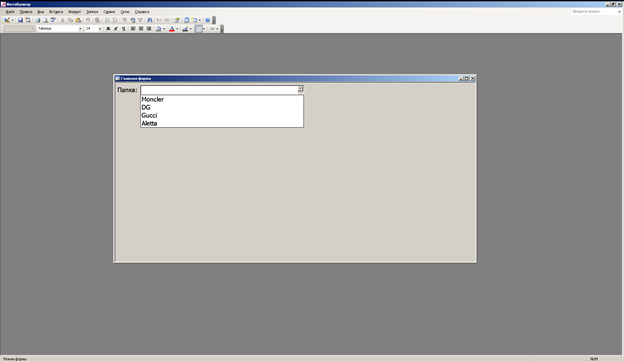 Фотобункер
Файл Правка Вид Вставка Формат Записи Сервис Окно Справка
Введите вопрос
Tahoma 14 Ж К Ч
Главная форма
Папка:
Moncler
DG
Gucci
Aletta
Режим формы
NUM